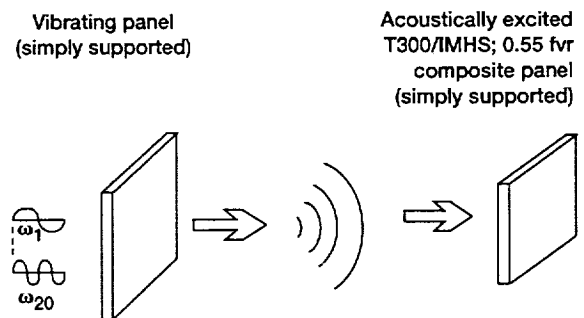 Vibrating panel
(simply supported)
Acoustically excited
T300/IMHS; 0.55 fvr
composite panel
(simply supported)
ω1
ω20